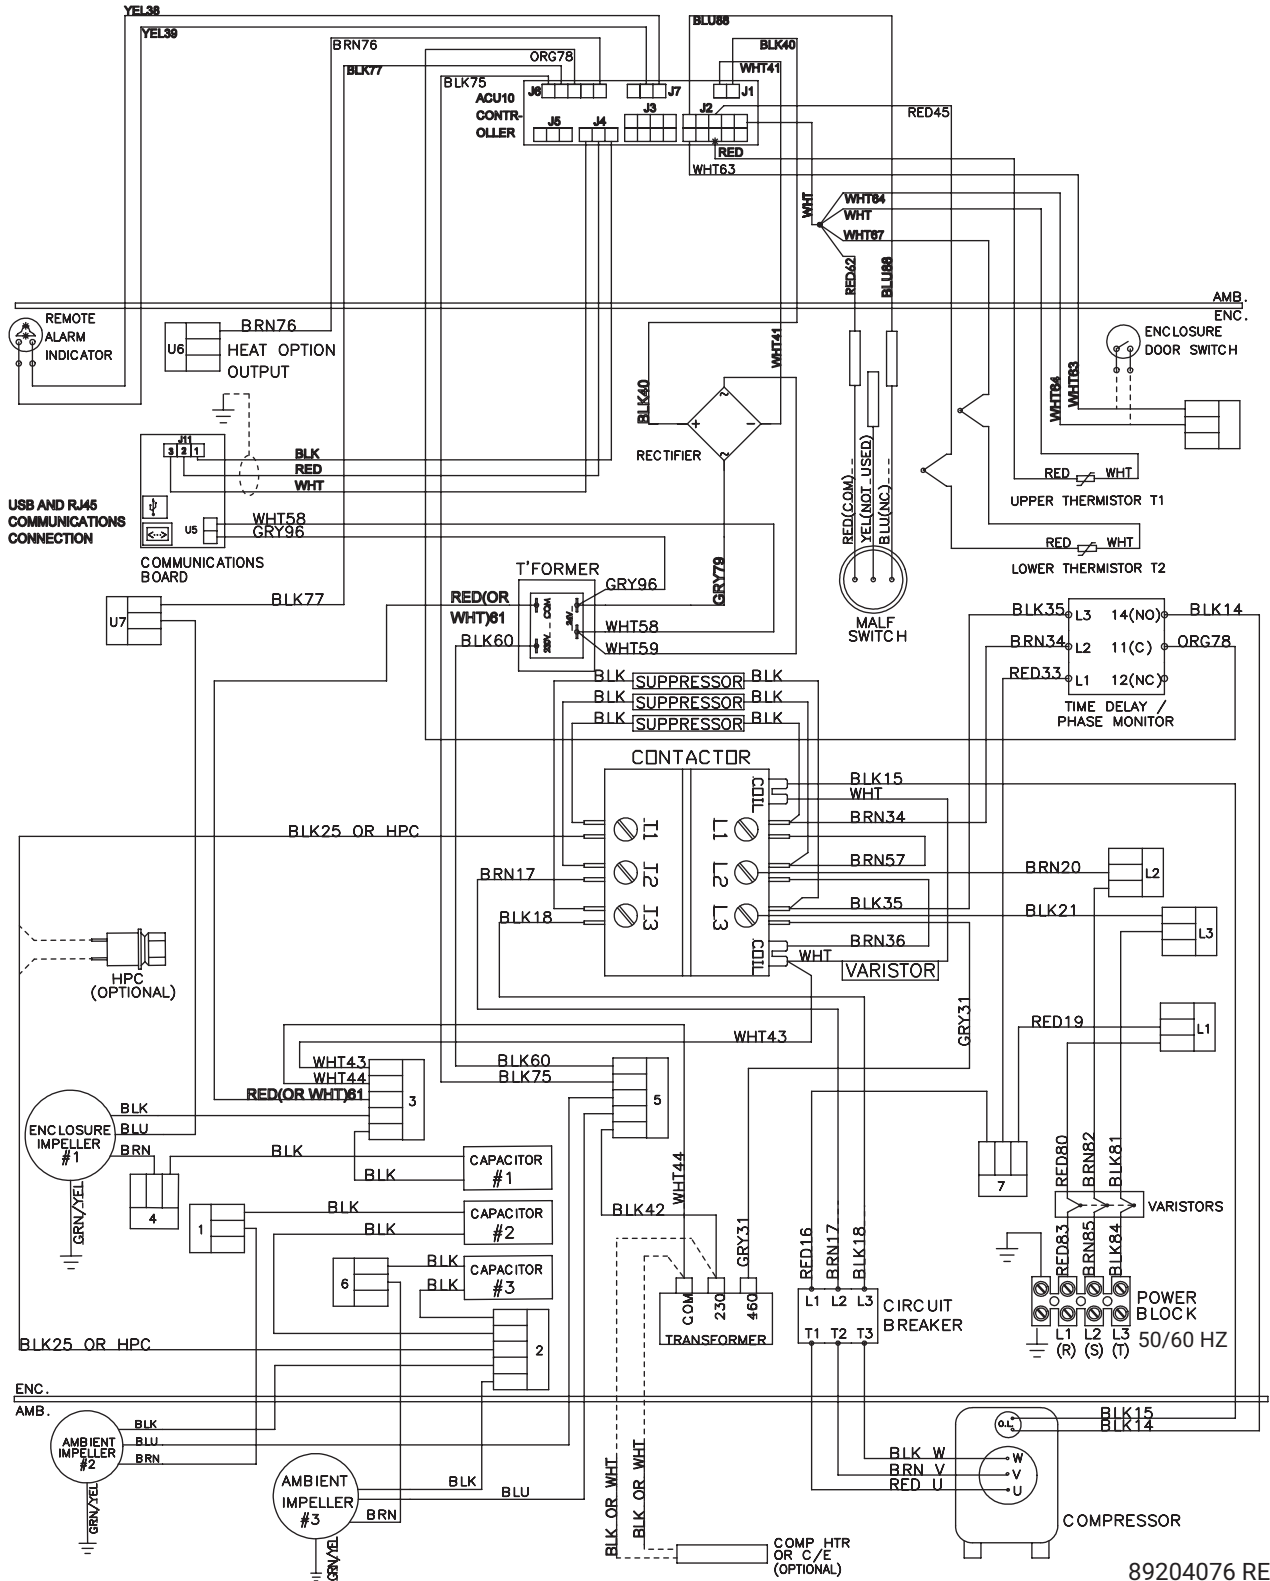 YEL38
YEL39
BRN76
BLK77
BLK75
ORG78
BLU88
BLK40
WHT41
RED45
ACU10
CONTR-
OLLER
J6
J7
J1
J5
J4
J3
J2
RED
WHT63
WHT
WHT64
WHT
WHT67
RED62
BLU88
AMB.
ENC.
REMOTE
ALARM
INDICATOR
U6
BRN76
HEAT OPTION
OUTPUT
ENCLOSURE
DOOR SWITCH
BLK40
WHT41
WHT64
WHT63
RECTIFIER
J11
3 2 1
BLK
RED
WHT
USB AND RJ45
COMMUNICATIONS
CONNECTION
U5
WHT58
GRY96
COMMUNICATIONS
BOARD
RED(COM)
YEL(NOT USED)
BLU(NC)
MALF
SWITCH
RED WHT
UPPER THERMISTOR T1
RED WHT
LOWER THERMISTOR T2
U7
BLK77
T'FORMER
RED(OR
WHT)61
BLK60
230V
COM
24V
GRY96
GRY79
WHT58
WHT59
BLK35
BRN34
RED33
L3 14(NO)
L2 11(C)
L1 12(NC)
BLK14
ORG78
TIME DELAY /
PHASE MONITOR
BLK SUPPRESSOR BLK
BLK SUPPRESSOR BLK
BLK SUPPRESSOR BLK
CONTACTOR
COIL
T1 L1
T2 L2
T3 L3
COIL
BLK15
WHT
BRN34
BRN57
BLK35
BRN36
WHT
VARISTOR
BLK25 OR HPC
BRN17
BLK18
BRN20
BLK21
L2
L3
L1
HPC
(OPTIONAL)
WHT43
GRY31
RED19
WHT43
WHT44
RED(OR WHT)61
3
BLK60
BLK75
5
ENCLOSURE
IMPELLER
#1
BLK
BLU
BRN
GRN/YEL
4
BLK
BLK
CAPACITOR
#1
1
BLK
BLK
CAPACITOR
#2
6
BLK
BLK
CAPACITOR
#3
2
BLK25 OR HPC
WHT44
BLK42
GRY31
COM
230
460
TRANSFORMER
RED16
BRN17
BLK18
L1 L2 L3
T1 T2 T3
CIRCUIT
BREAKER
7
RED80
BRN82
BLK81
VARISTORS
RED83
BRN85
BLK84
POWER
BLOCK
L1 L2 L3
(R) (S) (T)
50/60 HZ
ENC.
AMB.
AMBIENT
IMPELLER
#2
BLK
BLU
BRN
GRN/YEL
AMBIENT
IMPELLER
#3
BLK
BLU
BRN
GRN/YEL
BLK OR WHT
BLK OR WHT
COMP HTR
OR C/E
(OPTIONAL)
BLK W
BRN V
RED U
O.L
W
V
U
BLK15
BLK14
COMPRESSOR
89204076 RE